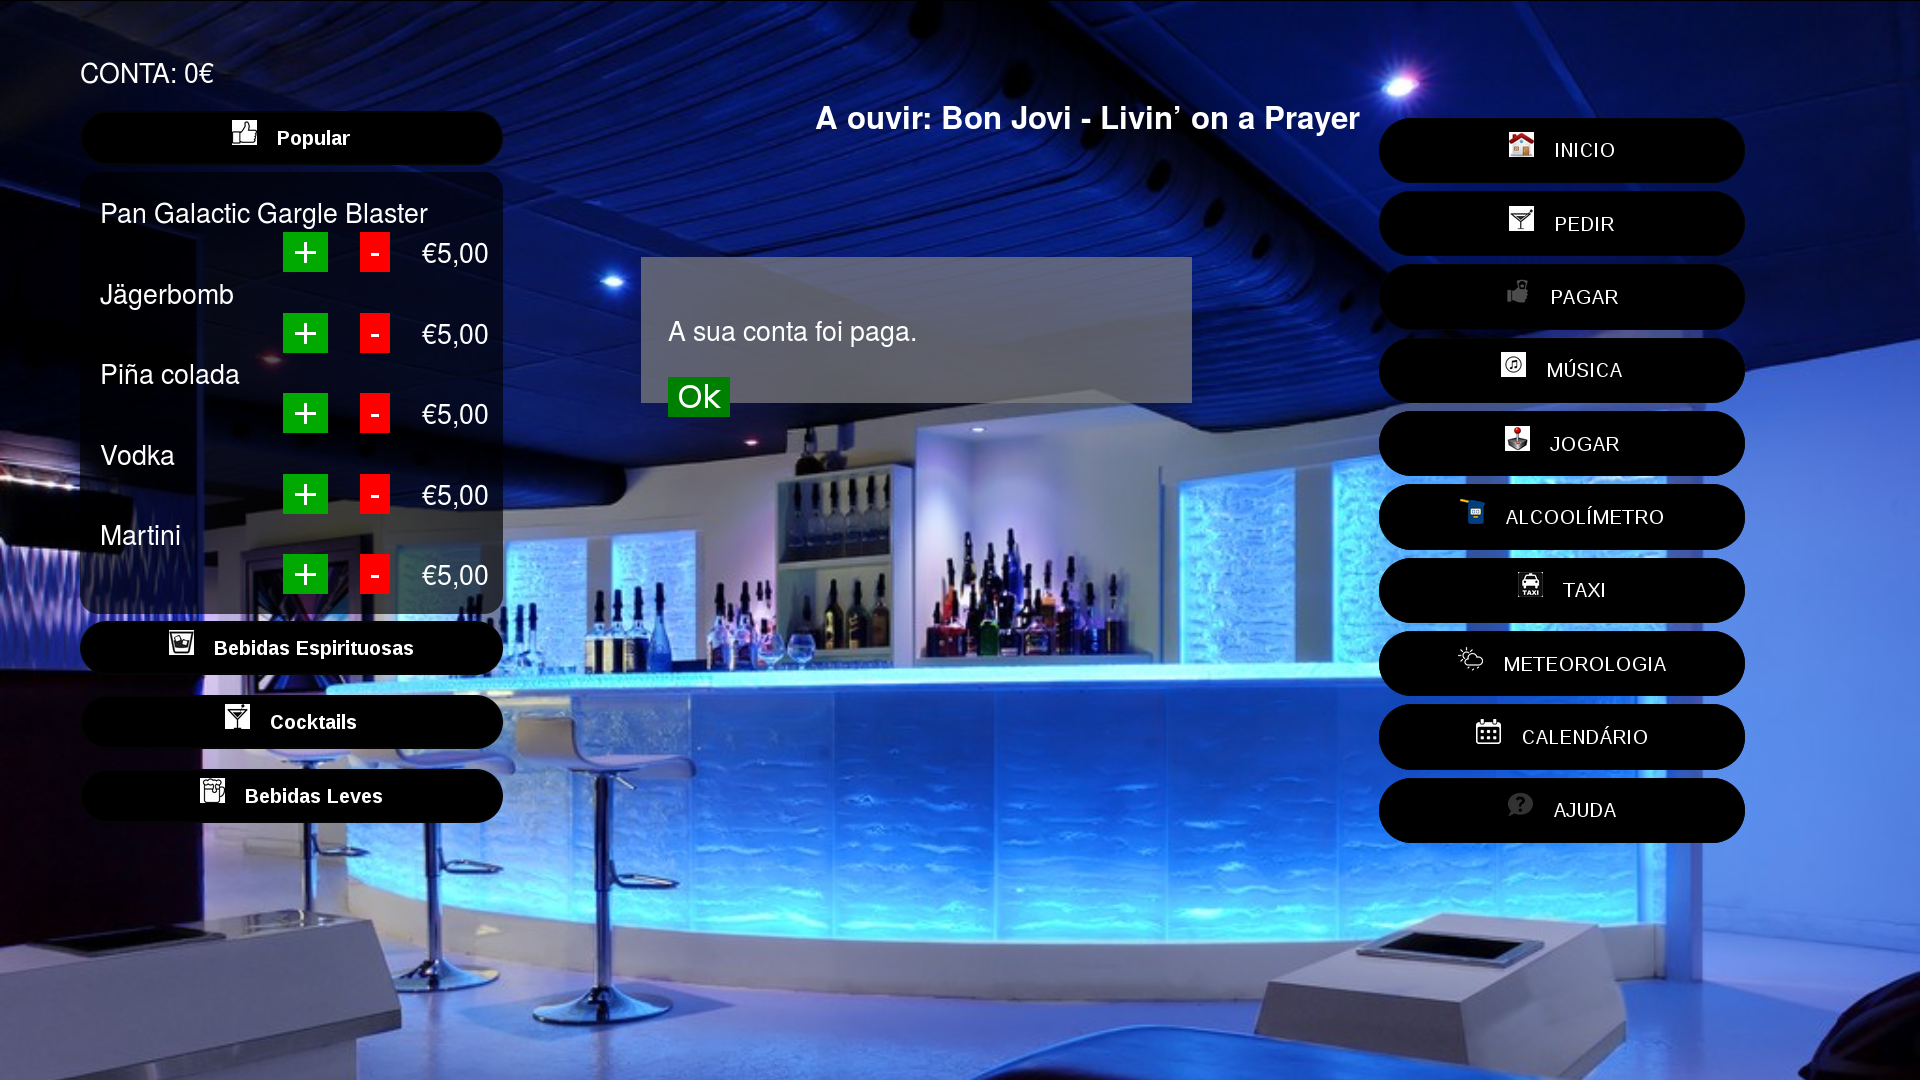 CONTA: 0€
Popular
Pan Galactic Gargle Blaster
+ - €5,00
Jägerbomb
+ - €5,00
Piña colada
+ - €5,00
Vodka
+ - €5,00
Martini
+ - €5,00
Bebidas Espirituosas
Cocktails
Bebidas Leves
A ouvir: Bon Jovi - Livin’ on a Prayer
A sua conta foi paga.
Ok
INICIO
PEDIR
PAGAR
MÚSICA
JOGAR
ALCOOLÍMETRO
TAXI
TAXI
METEOROLOGIA
CALENDÁRIO
AJUDA